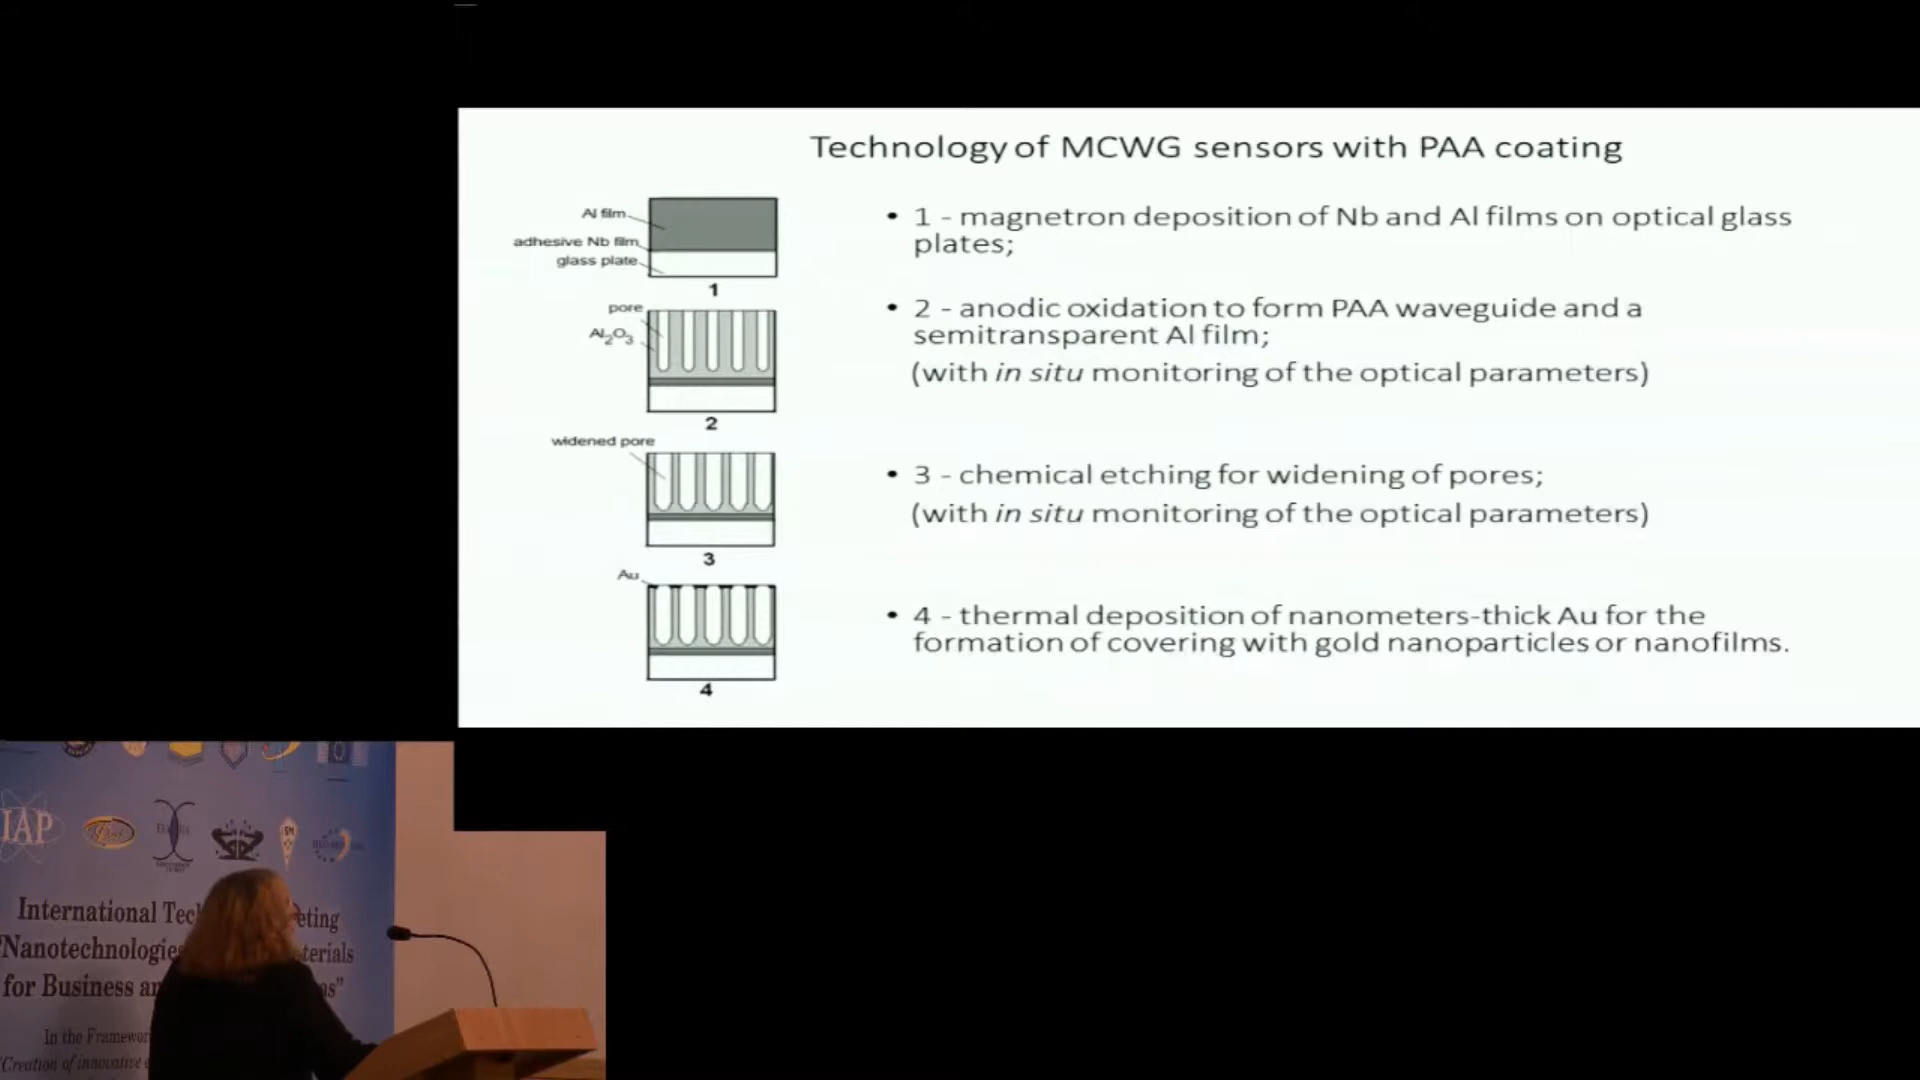 Technology of MCWG sensors with PAA coating
Al film
adhesive Nb film
glass plate
1
• 1 - magnetron deposition of Nb and Al films on optical glass
plates;
pore
Al2O3
2
• 2 - anodic oxidation to form PAA waveguide and a
semitransparent Al film;
(with in situ monitoring of the optical parameters)
widened pore
3
• 3 - chemical etching for widening of pores;
(with in situ monitoring of the optical parameters)
Au
4
• 4 - thermal deposition of nanometers-thick Au for the
formation of covering with gold nanoparticles or nanofilms.
IAP
International
"Nanotechnologies
for Business
In the
"Creation of innovative